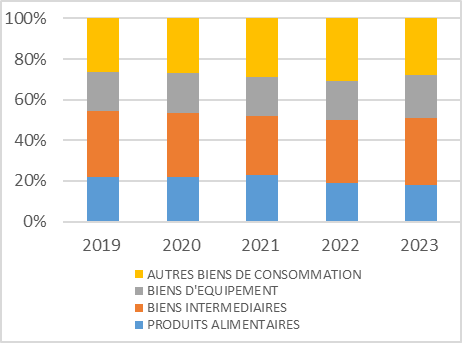 100%
80%
60%
40%
20%
0%
2019 2020 2021 2022 2023
AUTRES BIENS DE CONSOMMATION
BIENS D'EQUIPEMENT
BIENS INTERMEDIAIRES
PRODUITS ALIMENTAIRES